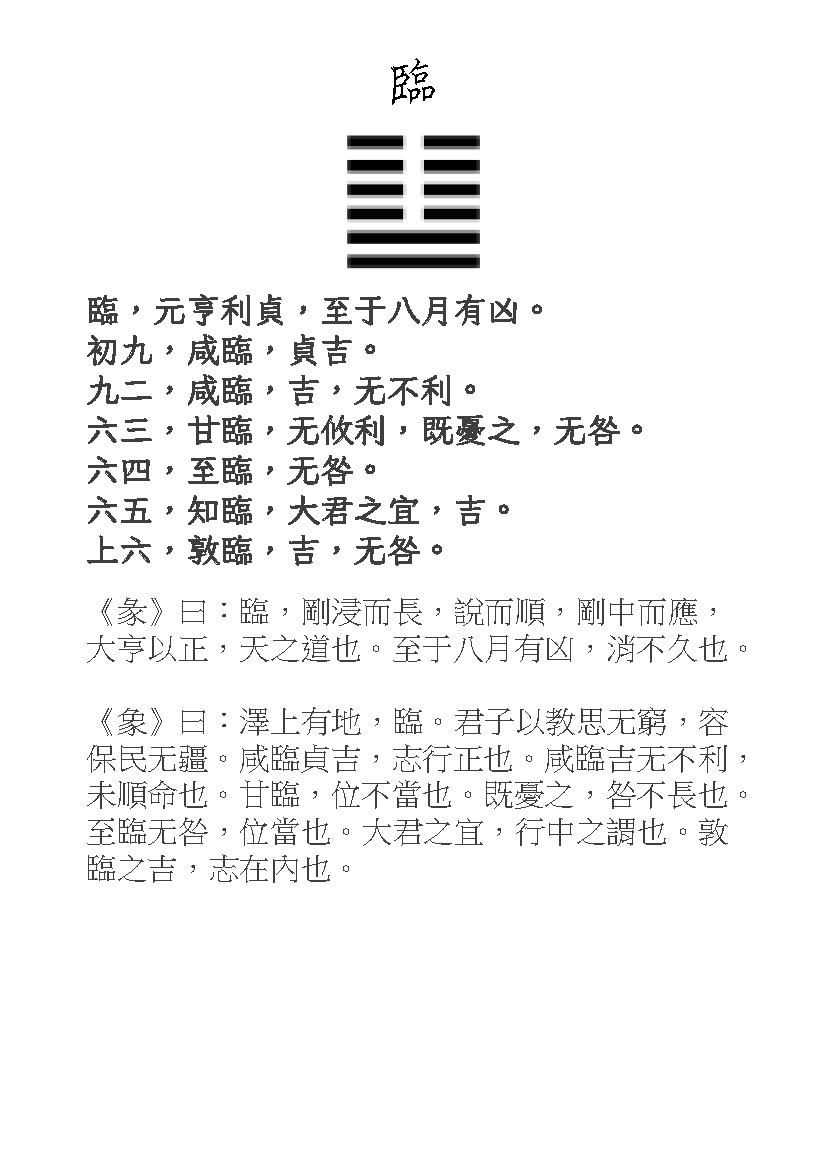 臨
臨，元亨利貞，至于八月有凶。
初九，咸臨，貞吉。
九二，咸臨，吉，无不利。
六三，甘臨，无攸利，既憂之，无咎。
六四，至臨，无咎。
六五，知臨，大君之宜，吉。
上六，敦臨，吉，无咎。
《彖》曰：臨，剛浸而長，說而順，剛中而應，
大亨以正，天之道也。至于八月有凶，消不久也。
《象》曰：澤上有地，臨。君子以教思无窮，容
保民无疆。咸臨貞吉，志行正也。咸臨吉无不利，
未順命也。甘臨，位不當也。既憂之，咎不長也。
至臨无咎，位當也。大君之宜，行中之謂也。敦
臨之吉，志在內也。